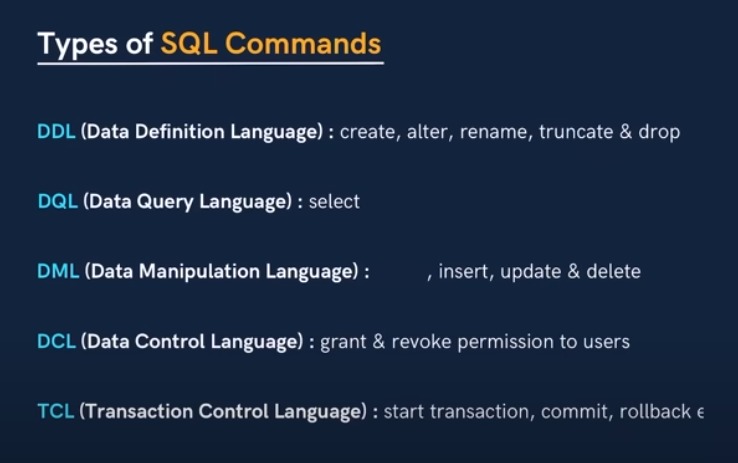 Types of SQL Commands
DDL (Data Definition Language) : create, alter, rename, truncate & drop
DQL (Data Query Language) : select
DML (Data Manipulation Language) : , insert, update & delete
DCL (Data Control Language) : grant & revoke permission to users
TCL (Transaction Control Language) : start transaction, commit, rollback